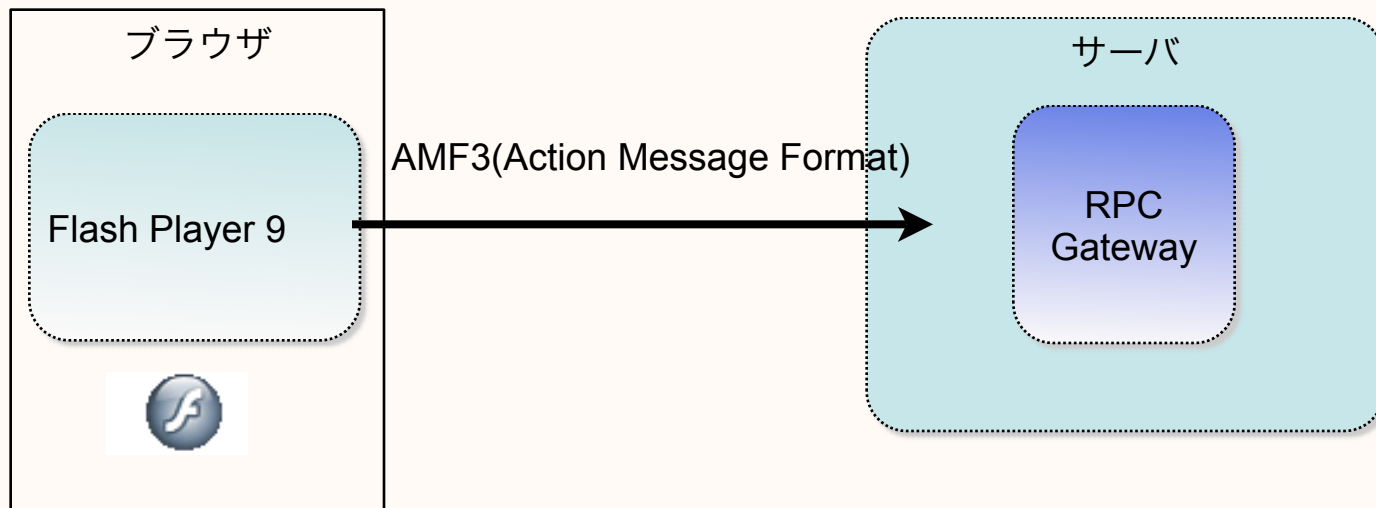 ブラウザ
サーバ
AMF3(Action Message Format)
Flash Player 9
RPC
Gateway